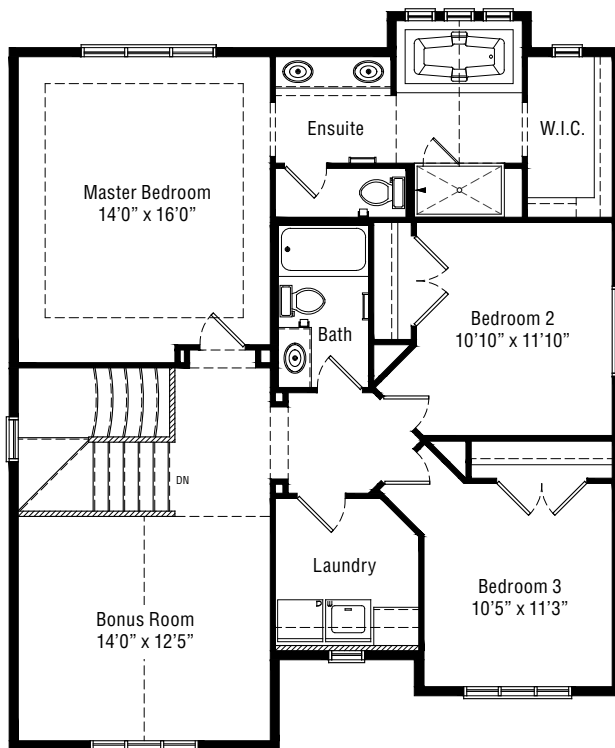 Ensuite
W.I.C.
Master Bedroom
14'0" x 16'0"
Bath
Bedroom 2
10'10" x 11'10"
DN
Laundry
Bonus Room
14'0" x 12'5"
Bedroom 3
10'5" x 11'3"
D
W